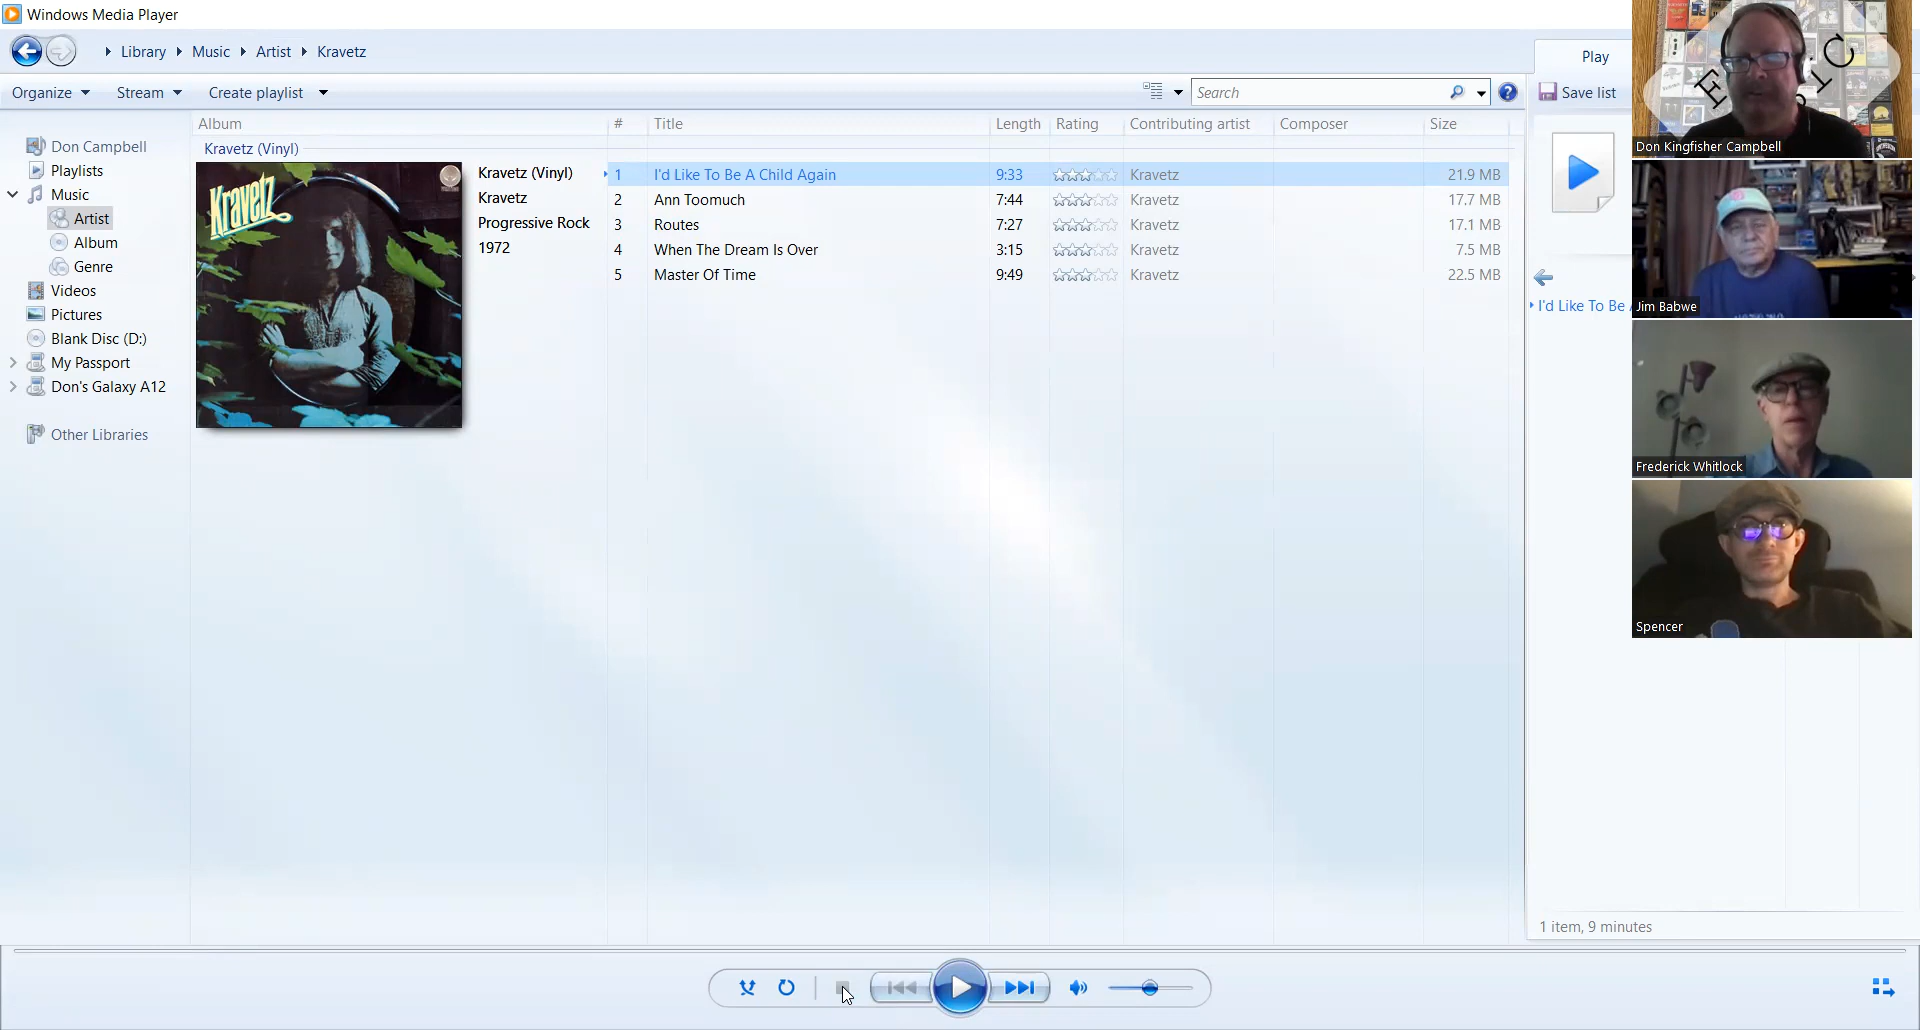 Windows Media Player
Library Music Artist Kravetz
Play
Organize Stream Create playlist
Search
?
Save list
Album # Title Length Rating Contributing artist Composer Size
Don Campbell
Playlists
Music
Artist
Album
Genre
Videos
Pictures
Blank Disc (D:)
My Passport
Don's Galaxy A12
Other Libraries
Kravetz (Vinyl)
Kravetz
Kravetz (Vinyl)
Kravetz
Progressive Rock
1972
1 I'd Like To Be A Child Again 9:33 Kravetz 21.9 MB
2 Ann Toomuch 7:44 Kravetz 17.7 MB
3 Routes 7:27 Kravetz 17.1 MB
4 When The Dream Is Over 3:15 Kravetz 7.5 MB
5 Master Of Time 9:49 Kravetz 22.5 MB
I'd Like To Be
1 item, 9 minutes
Don Kingfisher Campbell
Jim Babwe
Frederick Whitlock
Spencer